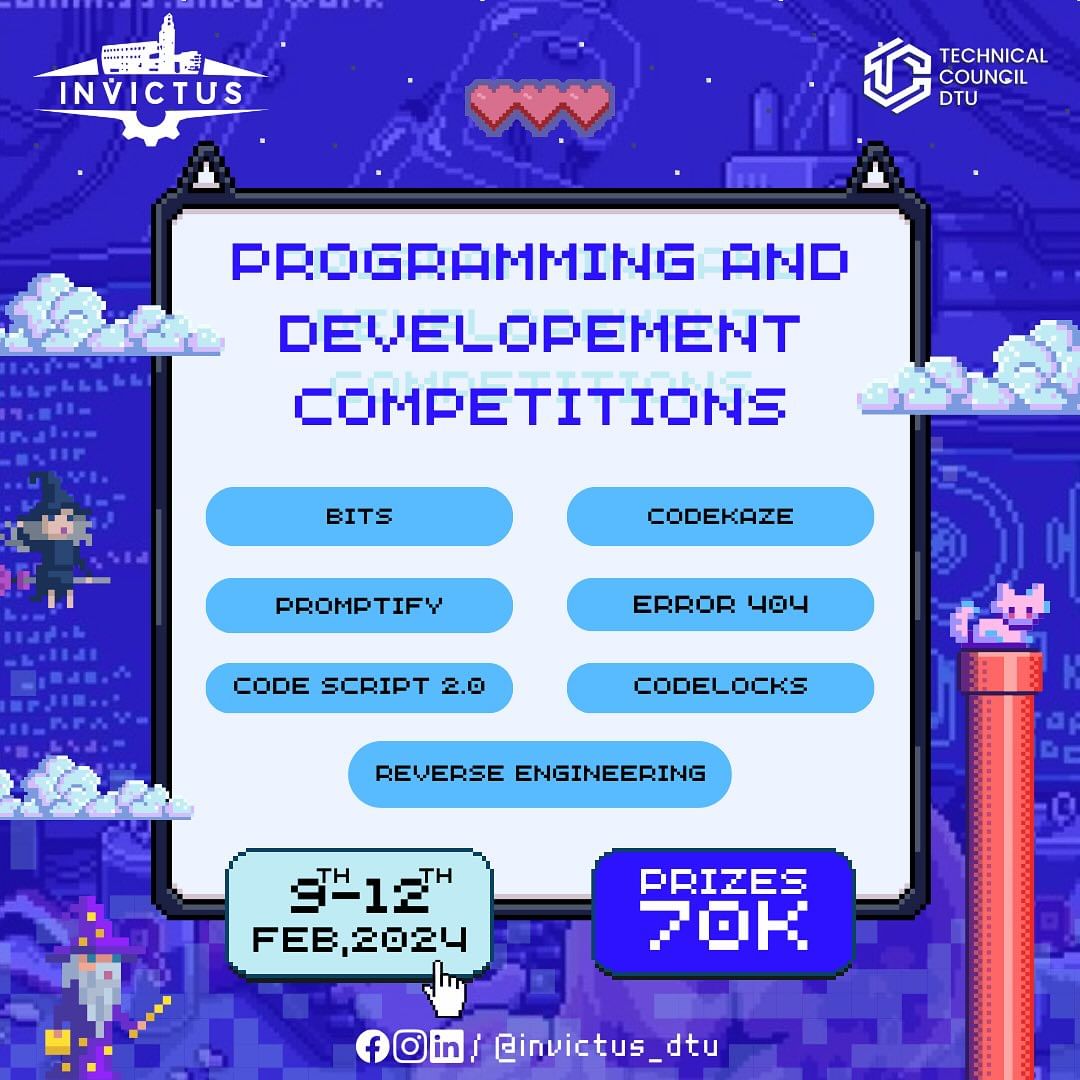 INVICTUS
TECHNICAL
COUNCIL
DTU
PROGRAMMING AND
DEVELOPEMENT
COMPETITIONS
BITS
CODEKAZE
PROMPTIFY
ERROR 404
CODE SCRIPT 2.0
CODELOCKS
REVERSE ENGINEERING
9TH-12TH
FEB,2024
PRIZES
70K
/ @invictus_dtu